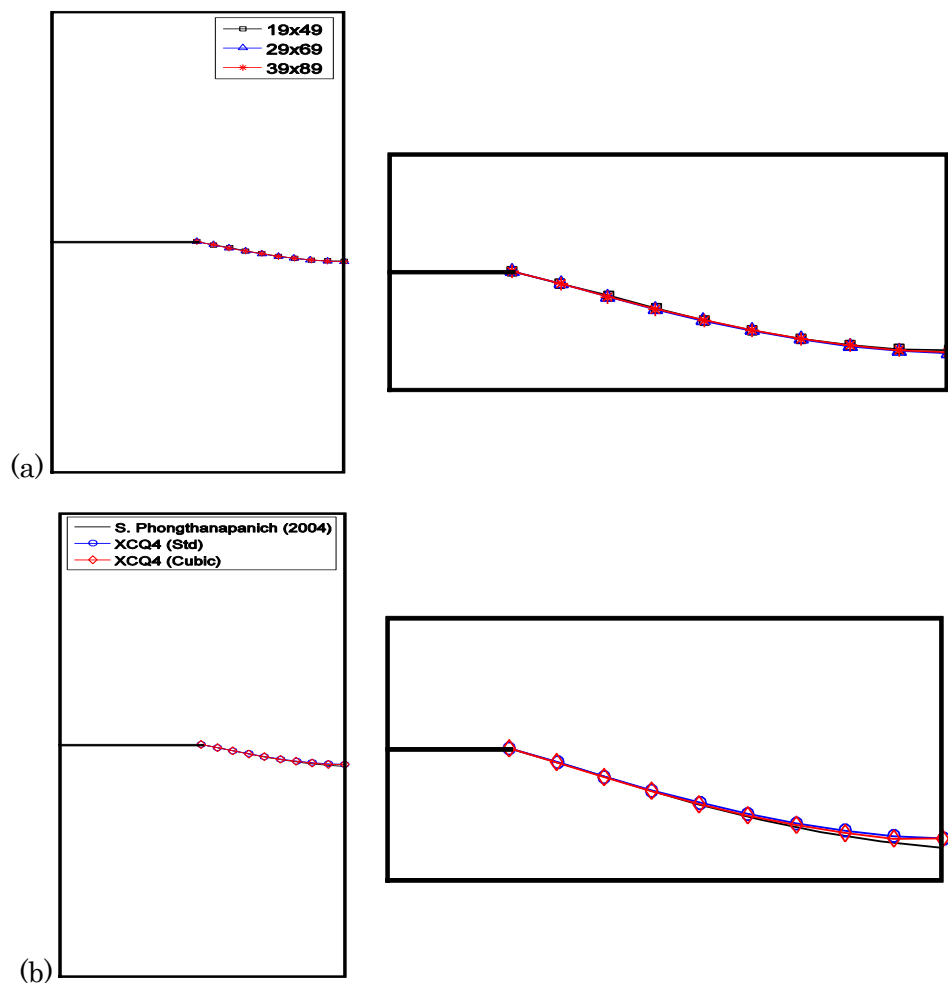 19x49
29x69
39x89
(a)
S. Phongthanapanich (2004)
XCQ4 (Std)
XCQ4 (Cubic)
(b)